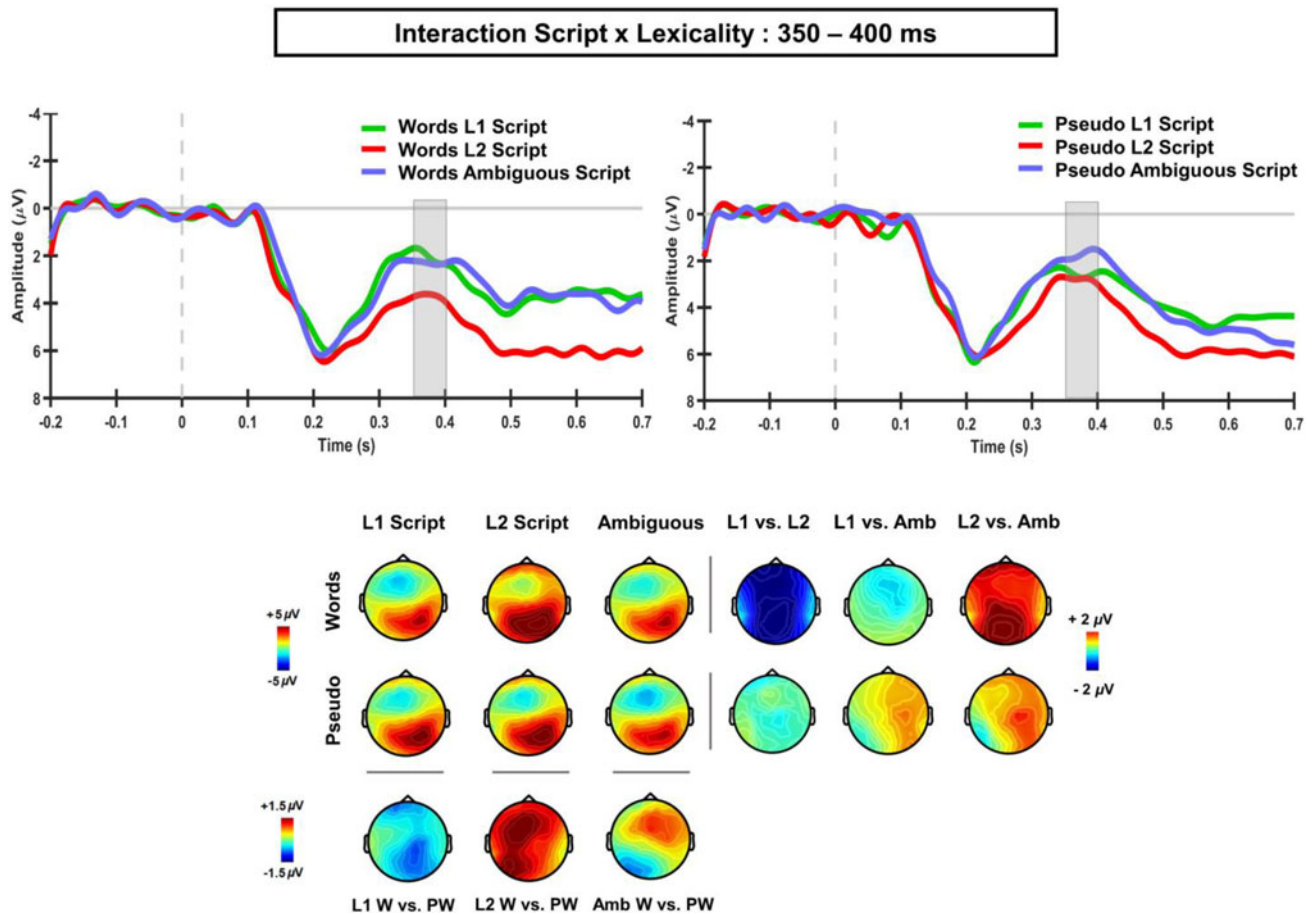 Interaction Script x Lexicality : 350 – 400 ms
-4
-2
0
2
4
6
8
Amplitude (µV)
Words L1 Script
Words L2 Script
Words Ambiguous Script
-0.2
-0.1
0
0.1
0.2
0.3
0.4
0.5
0.6
0.7
Time (s)
-4
-2
0
2
4
6
8
Amplitude (µV)
Pseudo L1 Script
Pseudo L2 Script
Pseudo Ambiguous Script
-0.2
-0.1
0
0.1
0.2
0.3
0.4
0.5
0.6
0.7
Time (s)
L1 Script
L2 Script
Ambiguous
L1 vs. L2
L1 vs. Amb
L2 vs. Amb
Words
+5 µV
-5 µV
+ 2 µV
- 2 µV
Pseudo
+1.5 µV
-1.5 µV
L1 W vs. PW
L2 W vs. PW
Amb W vs. PW